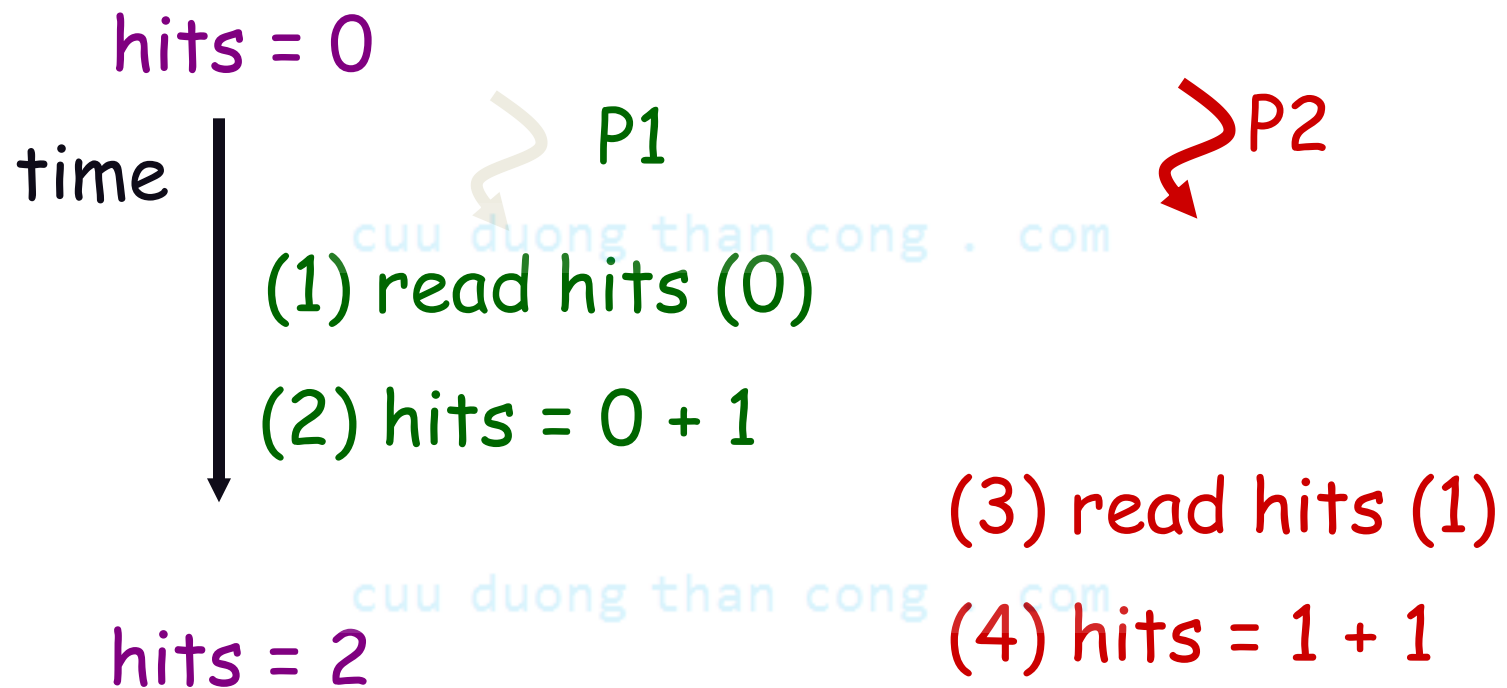 hits = 0
time
P1
P2
cuu duong than cong . com
(1) read hits (0)
(2) hits = 0 + 1
(3) read hits (1)
cuu duong than cong . com
(4) hits = 1 + 1
hits = 2